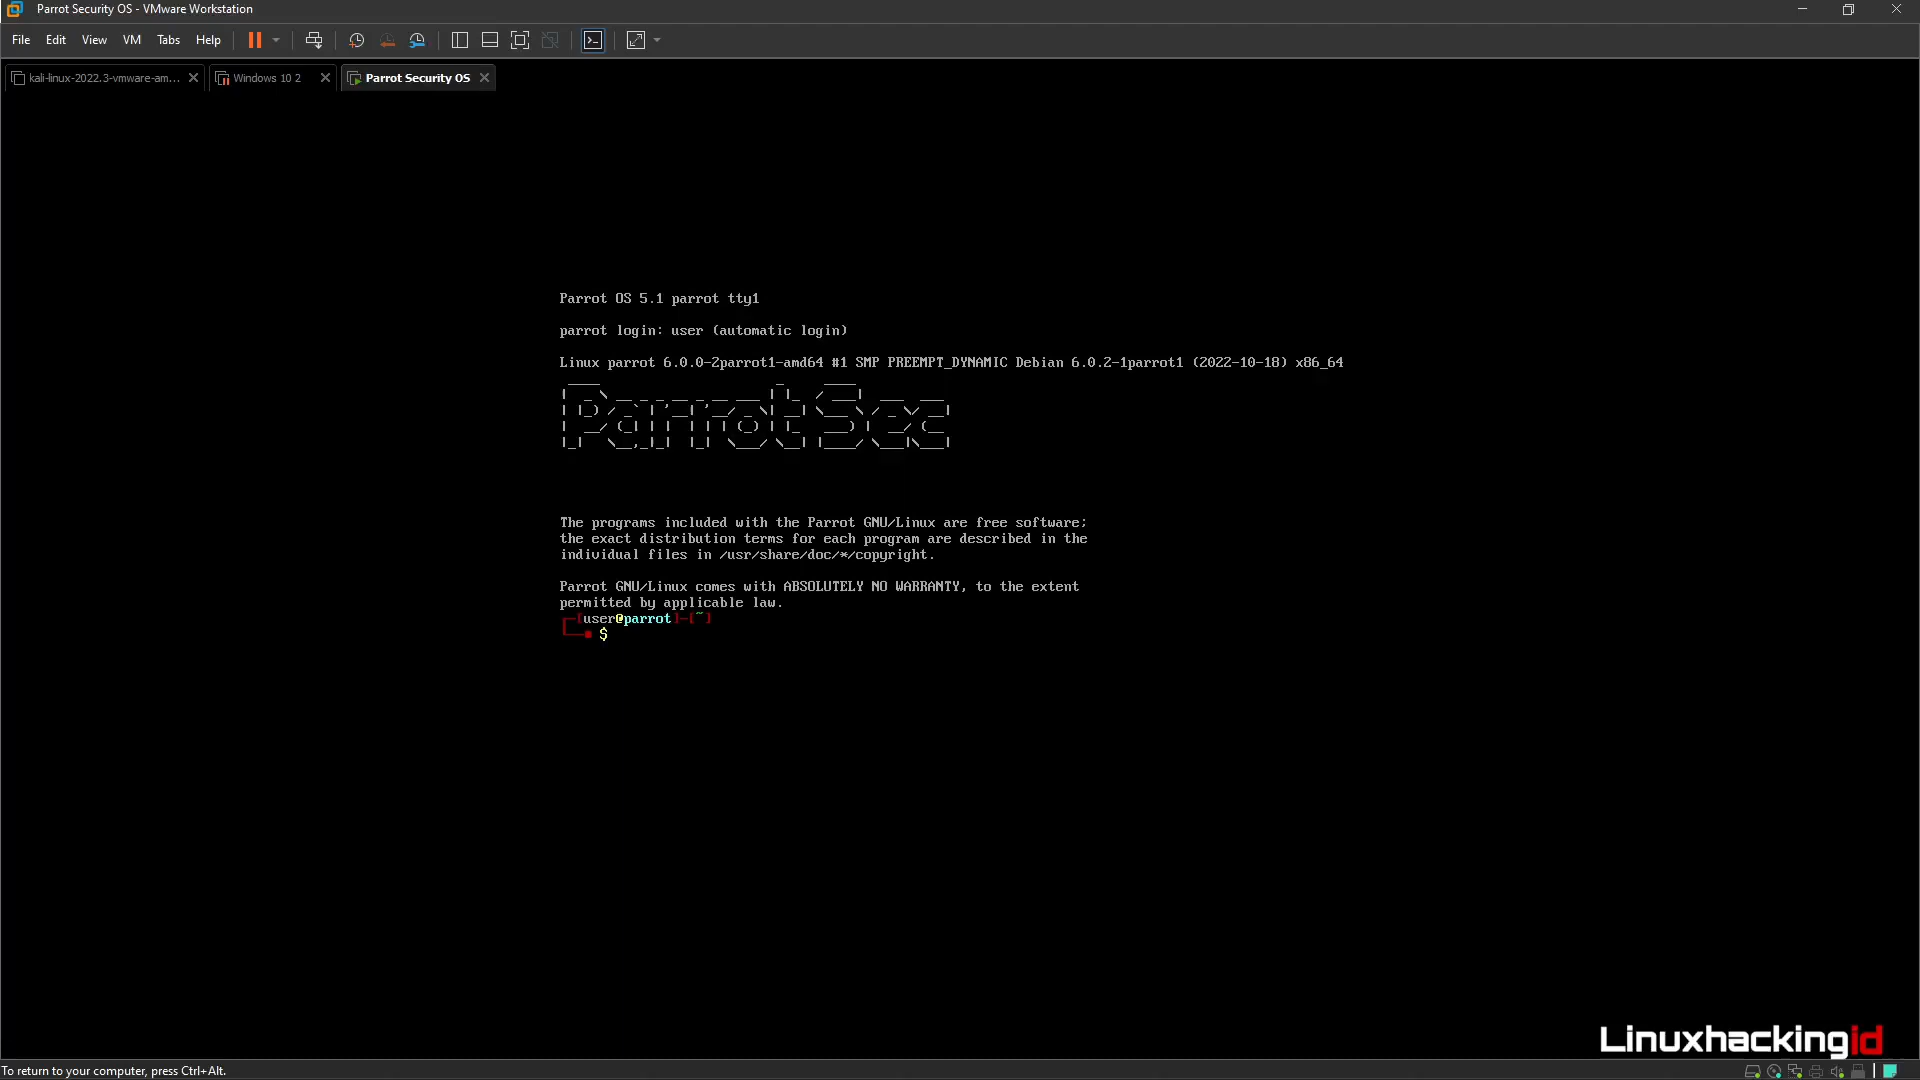 Parrot Security OS - VMware Workstation
File Edit View VM Tabs Help
kali-linux-2022.3-vmware-am... Windows 10 2 Parrot Security OS
Parrot OS 5.1 parrot tty1
parrot login: user (automatic login)
Linux parrot 6.0.0-2parrot1-amd64 #1 SMP PREEMPT_DYNAMIC Debian 6.0.2-1parrot1 (2022-10-18) x86_64
ParrotSec
The programs included with the Parrot GNU/Linux are free software;
the exact distribution terms for each program are described in the
individual files in /usr/share/doc/*/copyright.
Parrot GNU/Linux comes with ABSOLUTELY NO WARRANTY, to the extent
permitted by applicable law.
┌─[user@parrot]─[~]
└──■ $
Linuxhackingid
To return to your computer, press Ctrl+Alt.